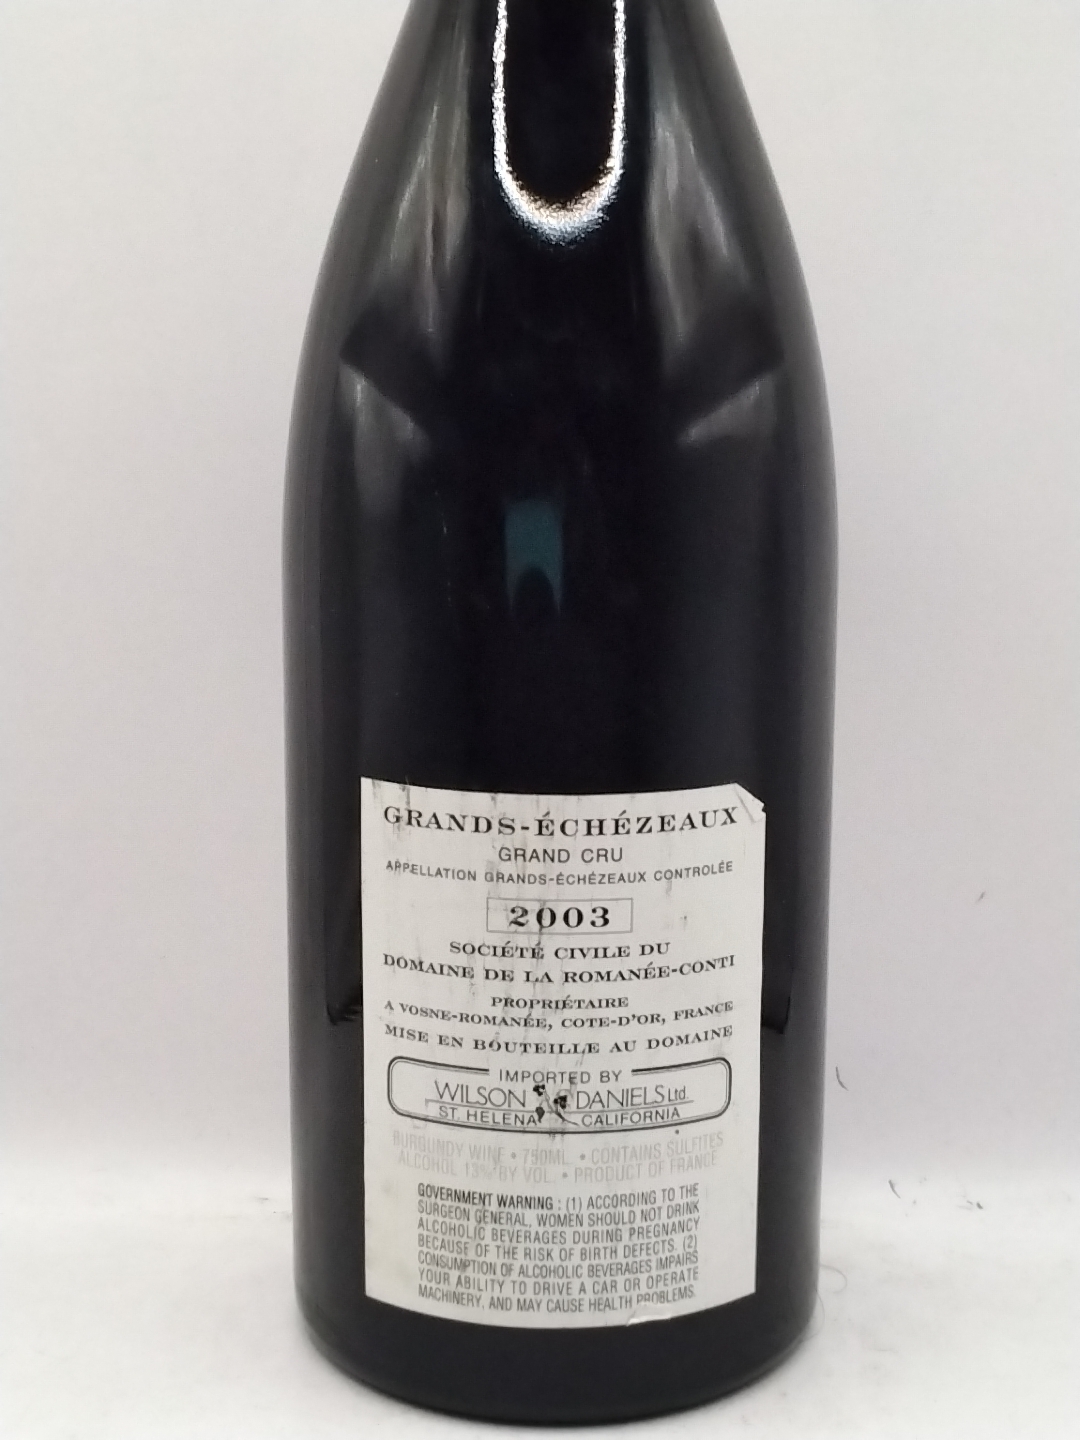 GRANDS-ÉCHÉZEAUX
GRAND CRU
APPELLATION GRANDS-ÉCHÉZEAUX CONTROLÉE
2003
SOCIÉTÉ CIVILE DU
DOMAINE DE LA ROMANÉE-CONTI
PROPRIÉTAIRE
A VOSNE-ROMANÉE, COTE-D'OR, FRANCE
MISE EN BOUTEILLE AU DOMAINE
IMPORTED BY
WILSON DANIELS Ltd.
ST. HELENA CALIFORNIA
BURGUNDY WINE • 750ML • CONTAINS SULFITES
ALCOHOL 13% BY VOL. • PRODUCT OF FRANCE
GOVERNMENT WARNING : (1) ACCORDING TO THE
SURGEON GENERAL, WOMEN SHOULD NOT DRINK
ALCOHOLIC BEVERAGES DURING PREGNANCY
BECAUSE OF THE RISK OF BIRTH DEFECTS. (2)
CONSUMPTION OF ALCOHOLIC BEVERAGES IMPAIRS
YOUR ABILITY TO DRIVE A CAR OR OPERATE
MACHINERY, AND MAY CAUSE HEALTH PROBLEMS.